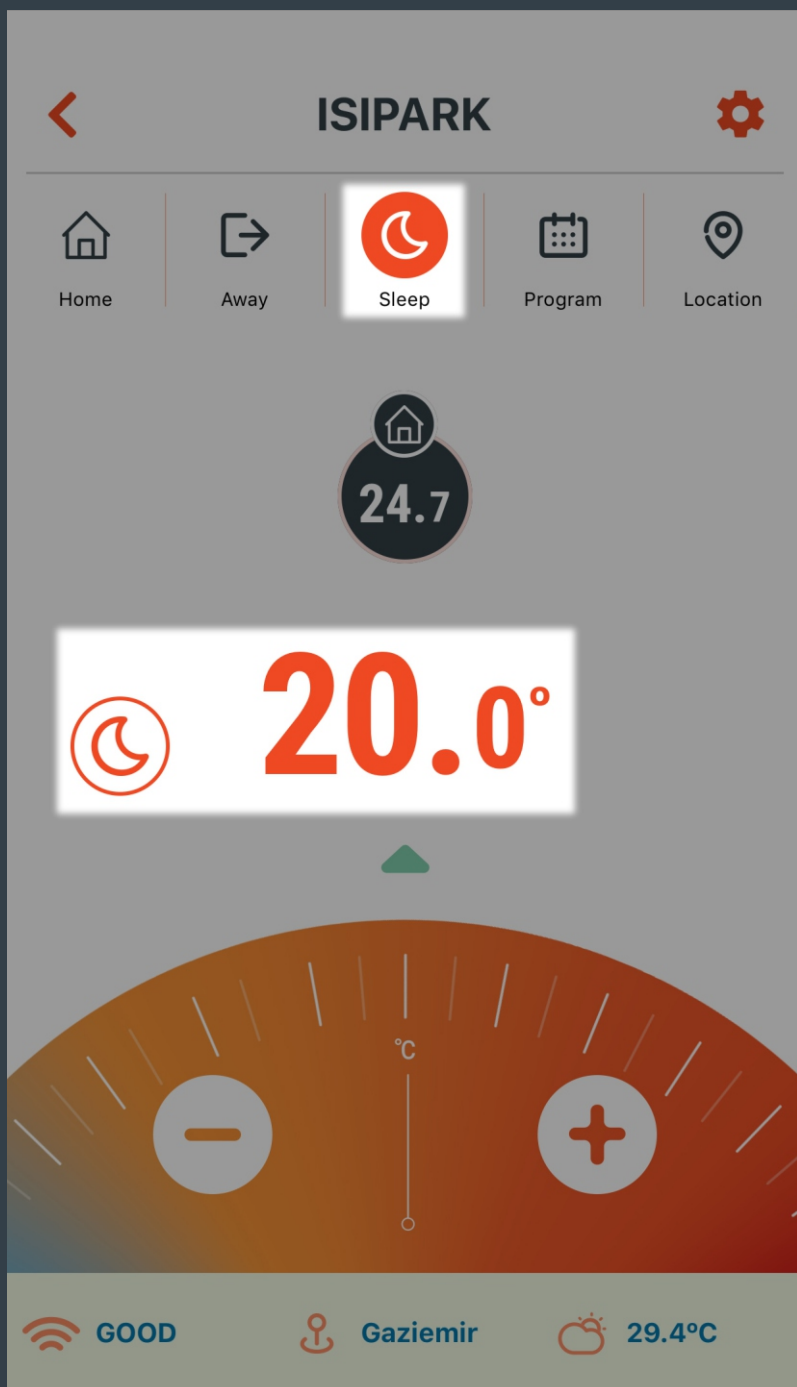 ISIPARK
Home Away Sleep Program Location
24.7
20.0°
°C
GOOD Gaziemir 29.4°C